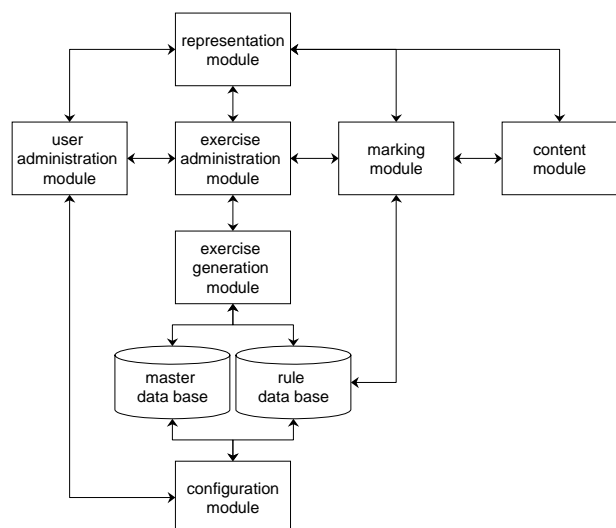 representation
module
user
administration
module
exercise
administration
module
marking
module
content
module
exercise
generation
module
master
data base
rule
data base
configuration
module